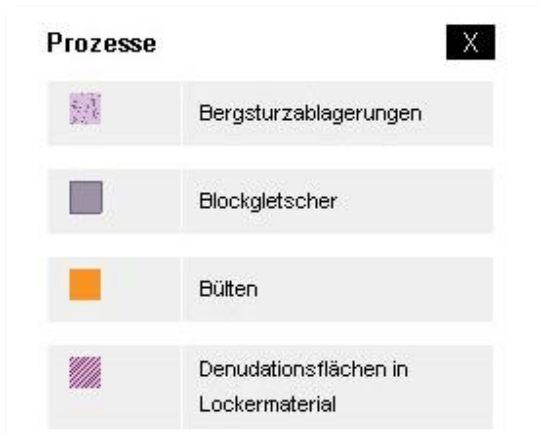 Prozesse X
Bergsturzablagerungen
Blockgletscher
Bülten
Denudationsflächen in
Lockermaterial